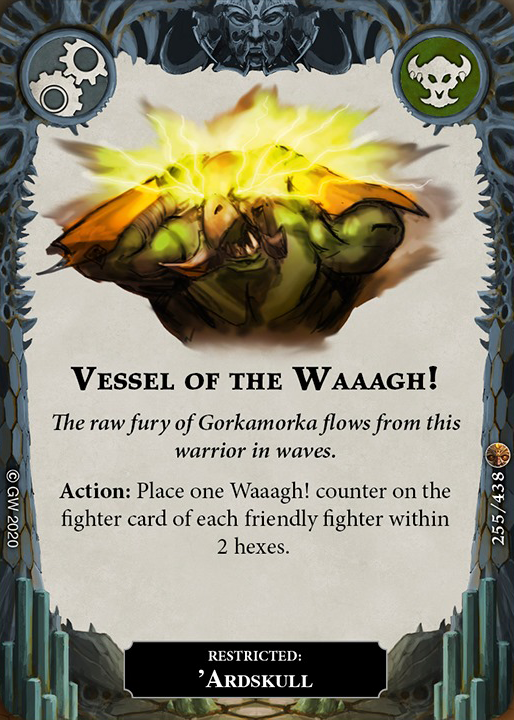 Vessel of the Waaagh!
The raw fury of Gorkamorka flows from this
warrior in waves.
Action: Place one Waaagh! counter on the
fighter card of each friendly fighter within
2 hexes.
© GW 2020
255/438
RESTRICTED:
’Ardskull